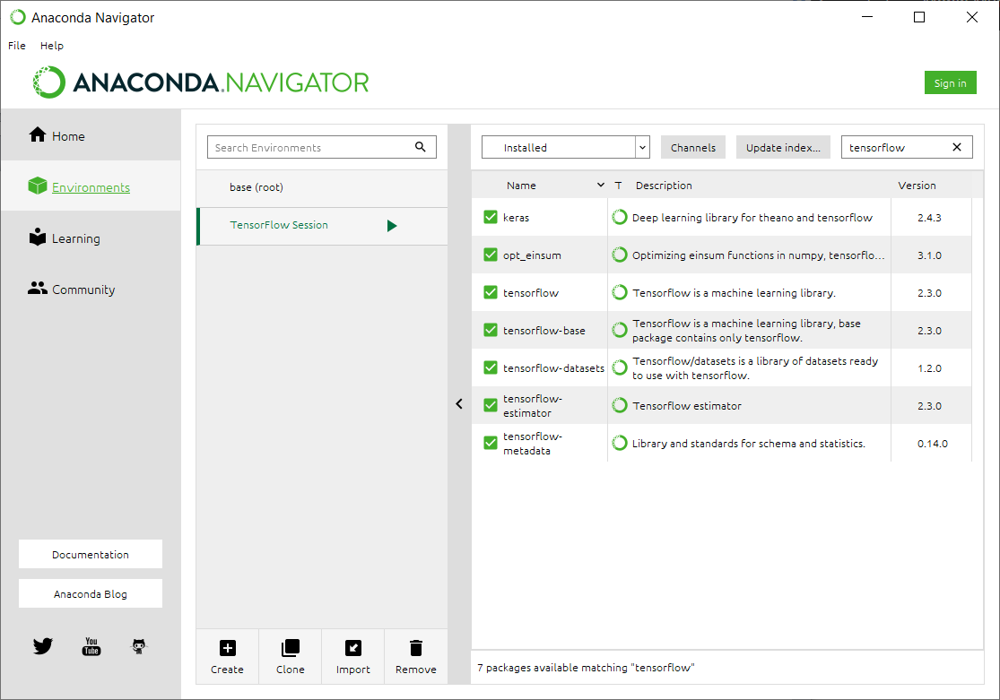 Anaconda Navigator
File Help
ANACONDA.NAVIGATOR
Sign in
Home
Environments
Learning
Community
Documentation
Anaconda Blog
You
Tube
Search Environments
base (root)
TensorFlow Session
Create Clone Import Remove
Installed Channels Update index... tensorflow
Name T Description Version
keras Deep learning library for theano and tensorflow 2.4.3
opt_einsum Optimizing einsum functions in numpy, tensorflo... 3.1.0
tensorflow Tensorflow is a machine learning library. 2.3.0
tensorflow-base Tensorflow is a machine learning library, base
package contains only tensorflow. 2.3.0
tensorflow-datasets Tensorflow/datasets is a library of datasets ready
to use with tensorflow. 1.2.0
tensorflow-
estimator Tensorflow estimator 2.3.0
tensorflow-
metadata Library and standards for schema and statistics. 0.14.0
7 packages available matching "tensorflow"